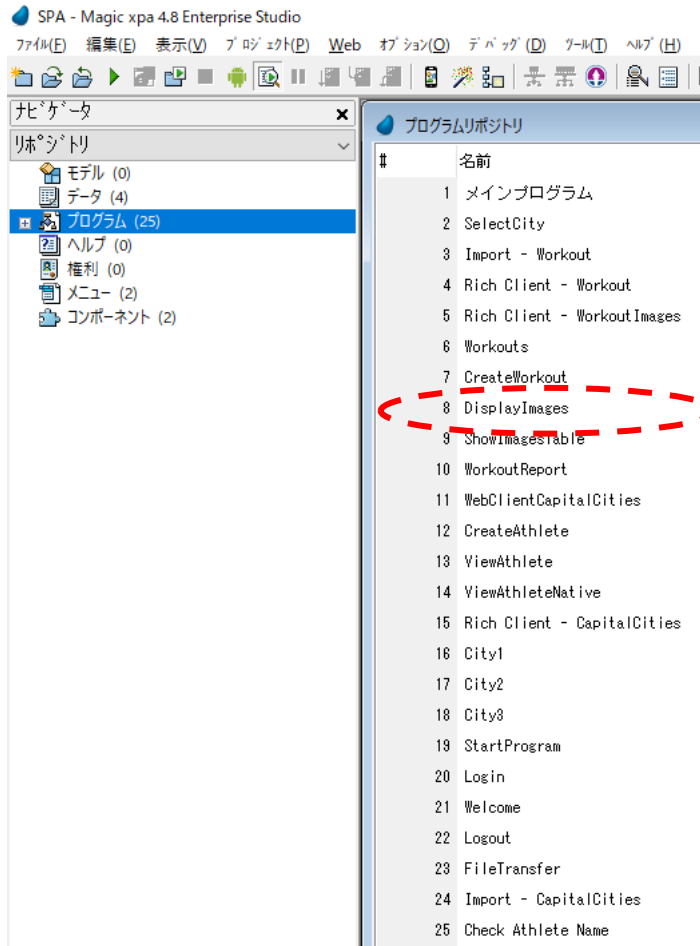 SPA - Magic xpa 4.8 Enterprise Studio
ﾌｧｲﾙ(F) 編集(E) 表示(V) ﾌﾟﾛｼﾞｪｸﾄ(P) Web ｵﾌﾟｼｮﾝ(O) ﾃﾞﾊﾞｯｸﾞ(D) ﾂｰﾙ(T) ﾍﾙﾌﾟ(H)
ﾅﾋﾞｹﾞｰﾀ
ﾘﾎﾟｼﾞﾄﾘ
モデル (0)
データ (4)
プログラム (25)
ヘルプ (0)
権利 (0)
メニュー (2)
コンポーネント (2)
プログラムリポジトリ
# 名前
1 メインプログラム
2 SelectCity
3 Import - Workout
4 Rich Client - Workout
5 Rich Client - WorkoutImages
6 Workouts
7 CreateWorkout
8 DisplayImages
9 ShowImagesTable
10 WorkoutReport
11 WebClientCapitalCities
12 CreateAthlete
13 ViewAthlete
14 ViewAthleteNative
15 Rich Client - CapitalCities
16 City1
17 City2
18 City3
19 StartProgram
20 Login
21 Welcome
22 Logout
23 FileTransfer
24 Import - CapitalCities
25 Check Athlete Name